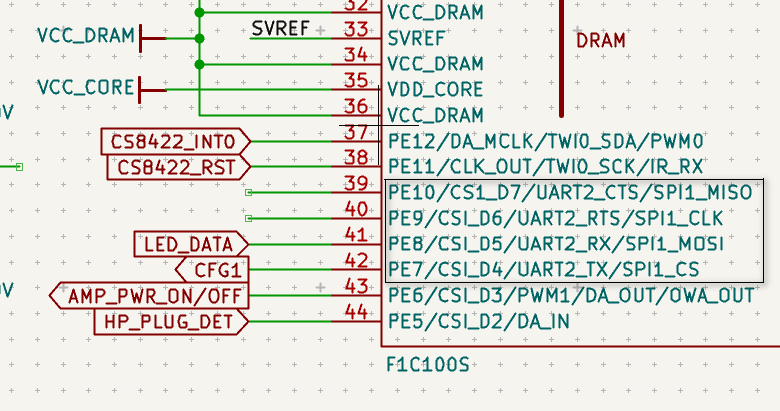 32 VCC_DRAM
VCC_DRAM SVREF 33 SVREF DRAM
34 VCC_DRAM
VCC_CORE 35 VDD_CORE
36 VCC_DRAM
CS8422_INT0 37 PE12/DA_MCLK/TWI0_SDA/PWM0
CS8422_RST 38 PE11/CLK_OUT/TWI0_SCK/IR_RX
39 PE10/CS1_D7/UART2_CTS/SPI1_MISO
40 PE9/CSI_D6/UART2_RTS/SPI1_CLK
LED_DATA 41 PE8/CSI_D5/UART2_RX/SPI1_MOSI
CFG1 42 PE7/CSI_D4/UART2_TX/SPI1_CS
0V AMP_PWR_ON/OFF 43 PE6/CSI_D3/PWM1/DA_OUT/OWA_OUT
HP_PLUG_DET 44 PE5/CSI_D2/DA_IN
F1C100S